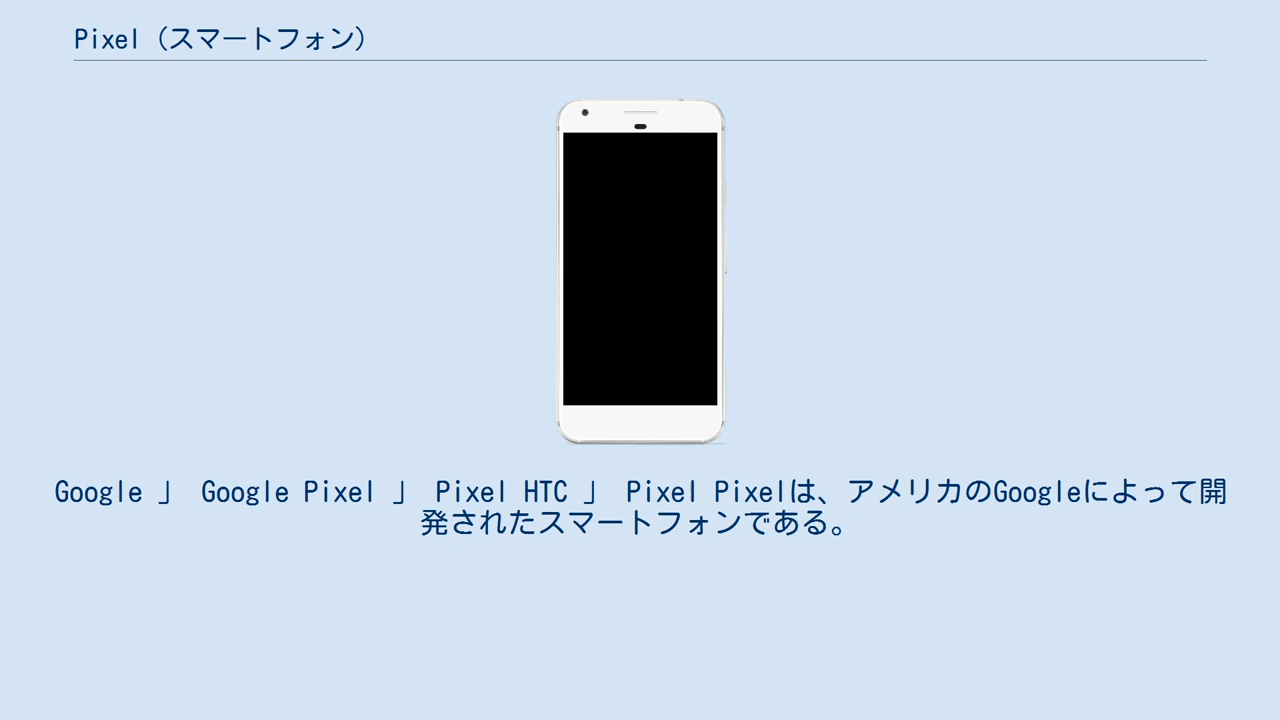 Pixel（スマートフォン）
Google 」 Google Pixel 」 Pixel HTC 」 Pixel Pixelは、アメリカのGoogleによって開
発されたスマートフォンである。